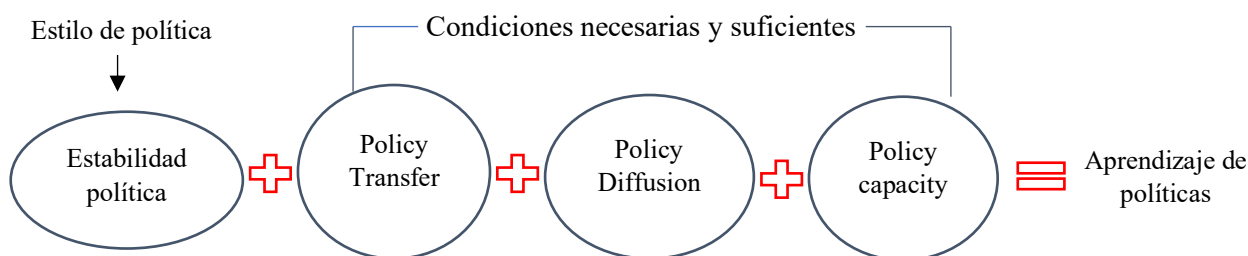 Estilo de política
Condiciones necesarias y suficientes
Estabilidad
política
Policy
Transfer
Policy
Diffusion
Policy
capacity
Aprendizaje de
políticas